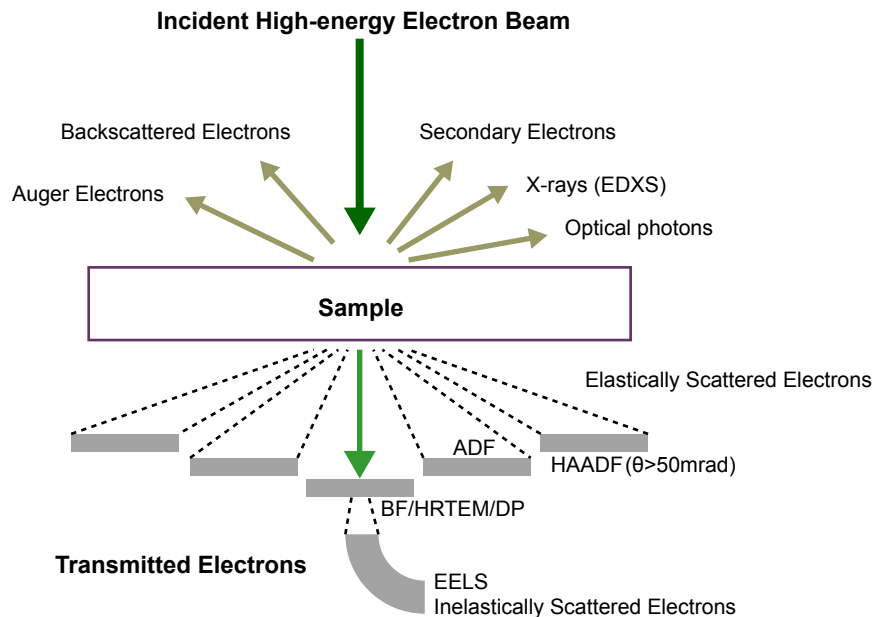 Incident High-energy Electron Beam
Backscattered Electrons
Secondary Electrons
Auger Electrons
X-rays (EDXS)
Optical photons
Sample
Elastically Scattered Electrons
ADF
HAADF(θ>50mrad)
BF/HRTEM/DP
Transmitted Electrons
EELS
Inelastically Scattered Electrons